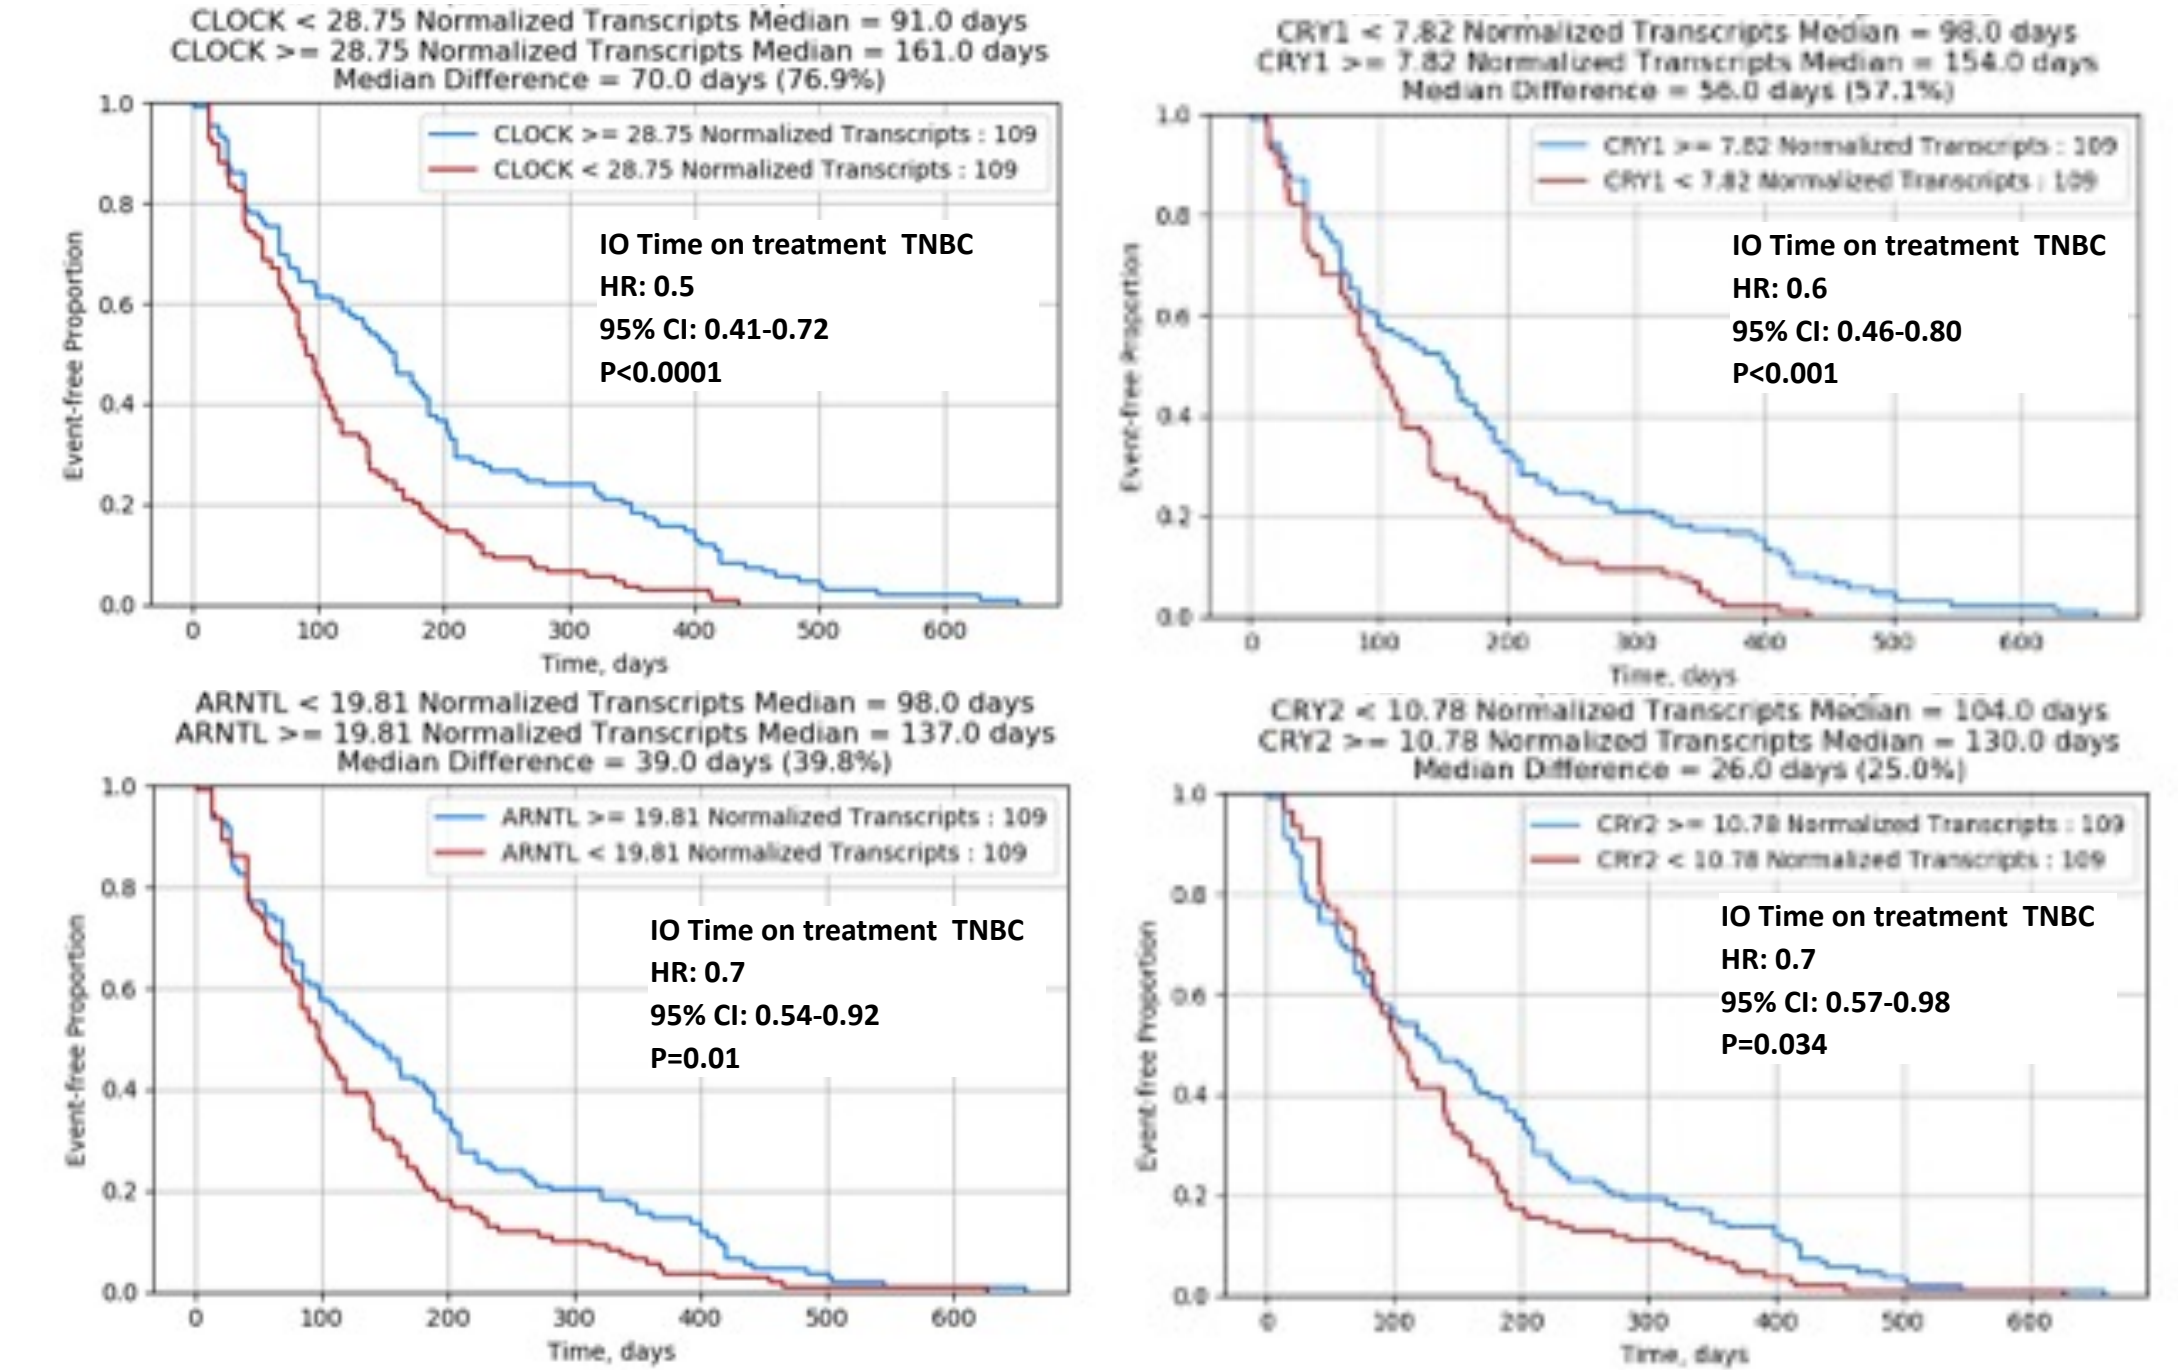 CLOCK < 28.75 Normalized Transcripts Median = 91.0 days
CLOCK >= 28.75 Normalized Transcripts Median = 161.0 days
Median Difference = 70.0 days (76.9%)
1.0
0.8
0.6
0.4
0.2
0.0
Event-free Proportion
CLOCK >= 28.75 Normalized Transcripts : 109
CLOCK < 28.75 Normalized Transcripts : 109
IO Time on treatment TNBC
HR: 0.5
95% CI: 0.41-0.72
P<0.0001
0 100 200 300 400 500 600
Time, days
CRY1 < 7.82 Normalized Transcripts Median = 98.0 days
CRY1 >= 7.82 Normalized Transcripts Median = 154.0 days
Median Difference = 56.0 days (57.1%)
1.0
0.8
0.6
0.4
0.2
0.0
Event-free Proportion
CRY1 >= 7.82 Normalized Transcripts : 109
CRY1 < 7.82 Normalized Transcripts : 109
IO Time on treatment TNBC
HR: 0.6
95% CI: 0.46-0.80
P<0.001
0 100 200 300 400 500 600
Time, days
ARNTL < 19.81 Normalized Transcripts Median = 98.0 days
ARNTL >= 19.81 Normalized Transcripts Median = 137.0 days
Median Difference = 39.0 days (39.8%)
1.0
0.8
0.6
0.4
0.2
0.0
Event-free Proportion
ARNTL >= 19.81 Normalized Transcripts : 109
ARNTL < 19.81 Normalized Transcripts : 109
IO Time on treatment TNBC
HR: 0.7
95% CI: 0.54-0.92
P=0.01
0 100 200 300 400 500 600
Time, days
CRY2 < 10.78 Normalized Transcripts Median = 104.0 days
CRY2 >= 10.78 Normalized Transcripts Median = 130.0 days
Median Difference = 26.0 days (25.0%)
1.0
0.8
0.6
0.4
0.2
0.0
Event-free Proportion
CRY2 >= 10.78 Normalized Transcripts : 109
CRY2 < 10.78 Normalized Transcripts : 109
IO Time on treatment TNBC
HR: 0.7
95% CI: 0.57-0.98
P=0.034
0 100 200 300 400 500 600
Time, days